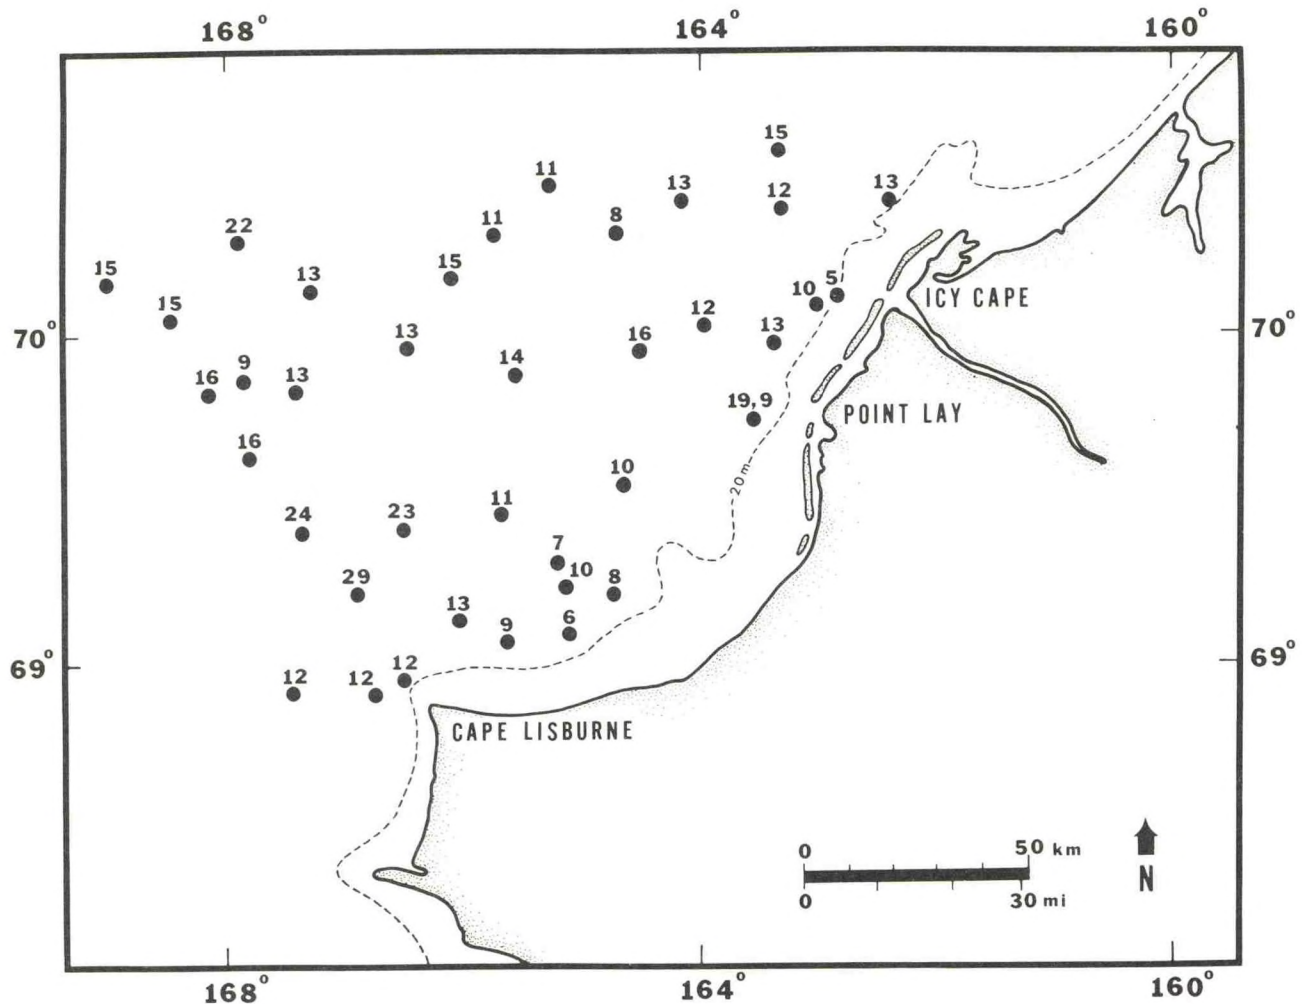 168° 164° 160°
15
11
13 12 13
22 11 8
15 13 15
15 10 5
ICY CAPE
12
70° 13 16 13 70°
16 9 13 14
19,9
POINT LAY
16
10
20m
24 23 11
7
29 10 8
13 9 6
69° 12 12 12 69°
CAPE LISBURNE
0 50 km
0 30 mi
N
168° 164° 160°